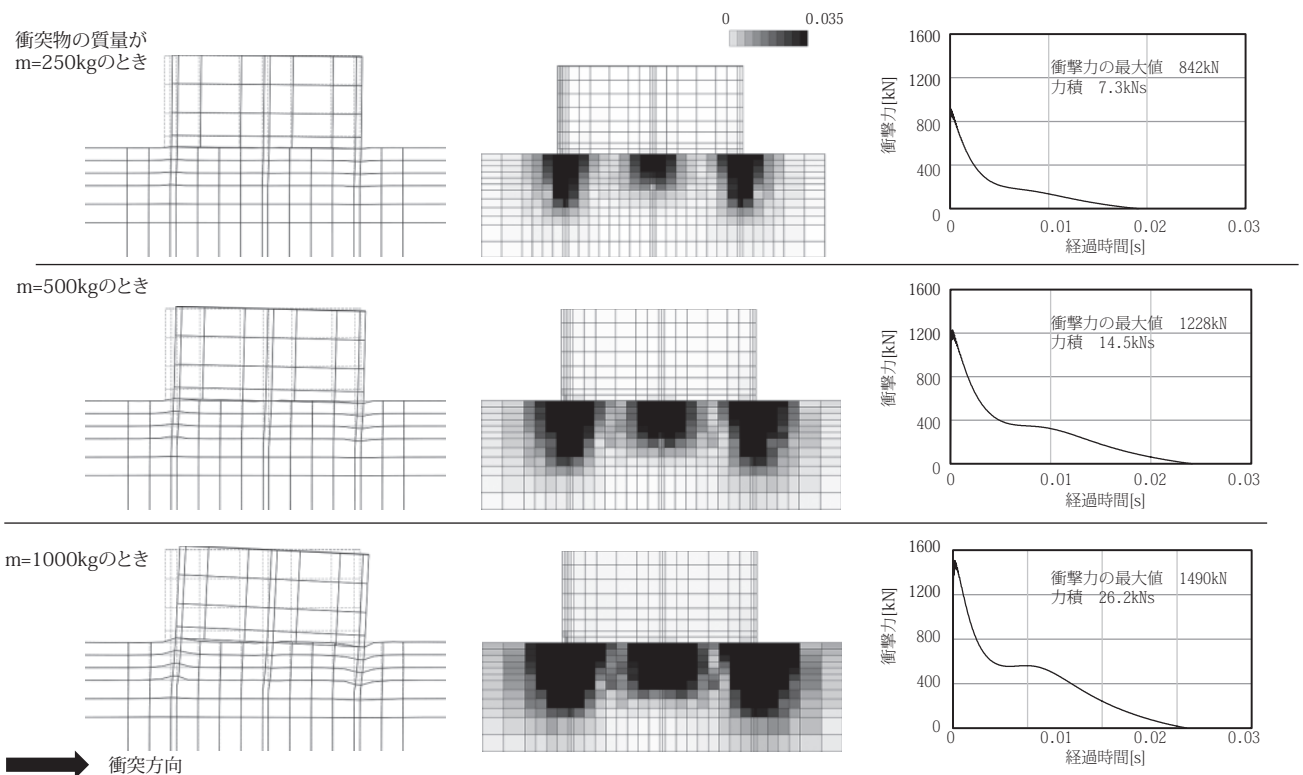 0 0.035
衝突物の質量が
m=250kgのとき
1600
1200
800
400
0
衝撃力[kN]
衝撃力の最大値 842kN
力積 7.3kNs
0 0.01 0.02 0.03
経過時間[s]
m=500kgのとき
1600
1200
800
400
0
衝撃力[kN]
衝撃力の最大値 1228kN
力積 14.5kNs
0 0.01 0.02 0.03
経過時間[s]
m=1000kgのとき
1600
1200
800
400
0
衝撃力[kN]
衝撃力の最大値 1490kN
力積 26.2kNs
0 0.01 0.02 0.03
経過時間[s]
衝突方向